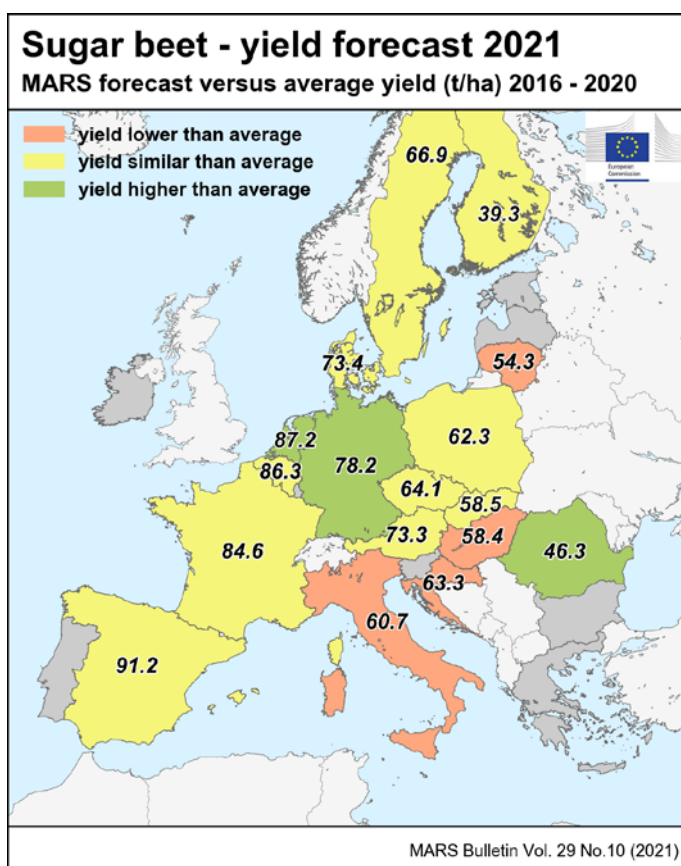 Sugar beet - yield forecast 2021
MARS forecast versus average yield (t/ha) 2016 - 2020
yield lower than average
yield similar than average
yield higher than average
European
Commission
66.9
39.3
73.4
54.3
87.2
86.3
78.2
62.3
64.1
58.5
84.6
73.3
58.4
46.3
63.3
60.7
91.2
MARS Bulletin Vol. 29 No.10 (2021)